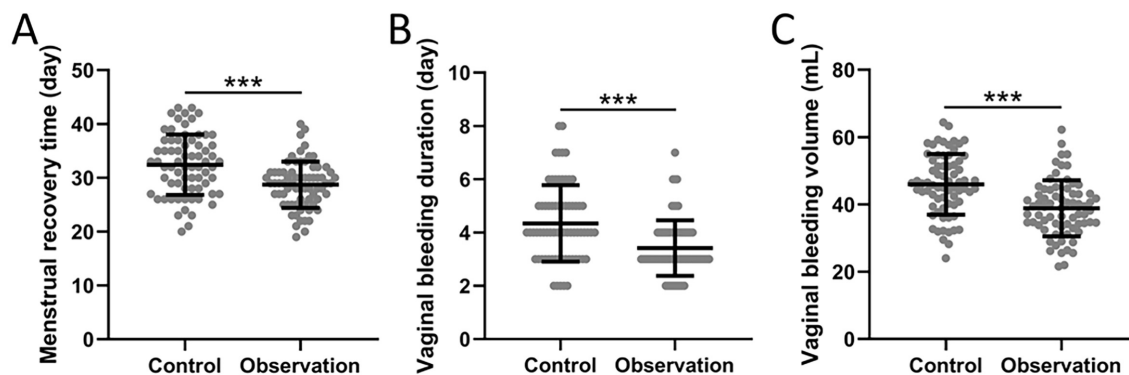 A
Menstrual recovery time (day)
50
40
30
20
10
0
***
Control Observation
B
Vaginal bleeding duration (day)
10
8
6
4
2
0
***
Control Observation
C
Vaginal bleeding volume (mL)
80
60
40
20
0
***
Control Observation